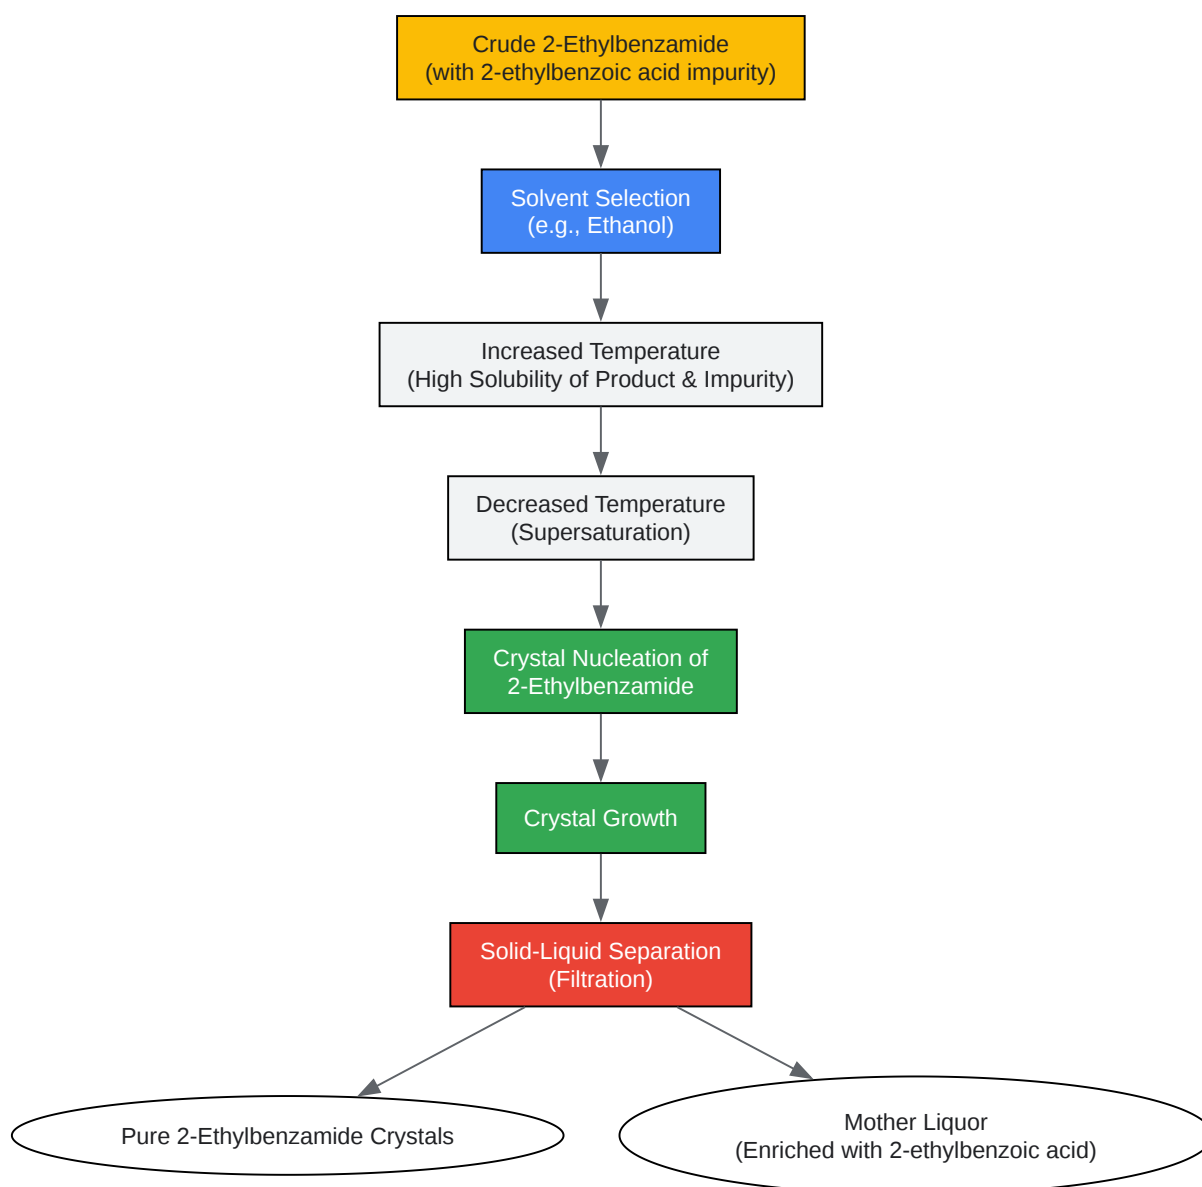 Crude 2-Ethylbenzamide
(with 2-ethylbenzoic acid impurity)
Solvent Selection
(e.g., Ethanol)
Increased Temperature
(High Solubility of Product & Impurity)
Decreased Temperature
(Supersaturation)
Crystal Nucleation of
2-Ethylbenzamide
Crystal Growth
Solid-Liquid Separation
(Filtration)
Pure 2-Ethylbenzamide Crystals
Mother Liquor
(Enriched with 2-ethylbenzoic acid)